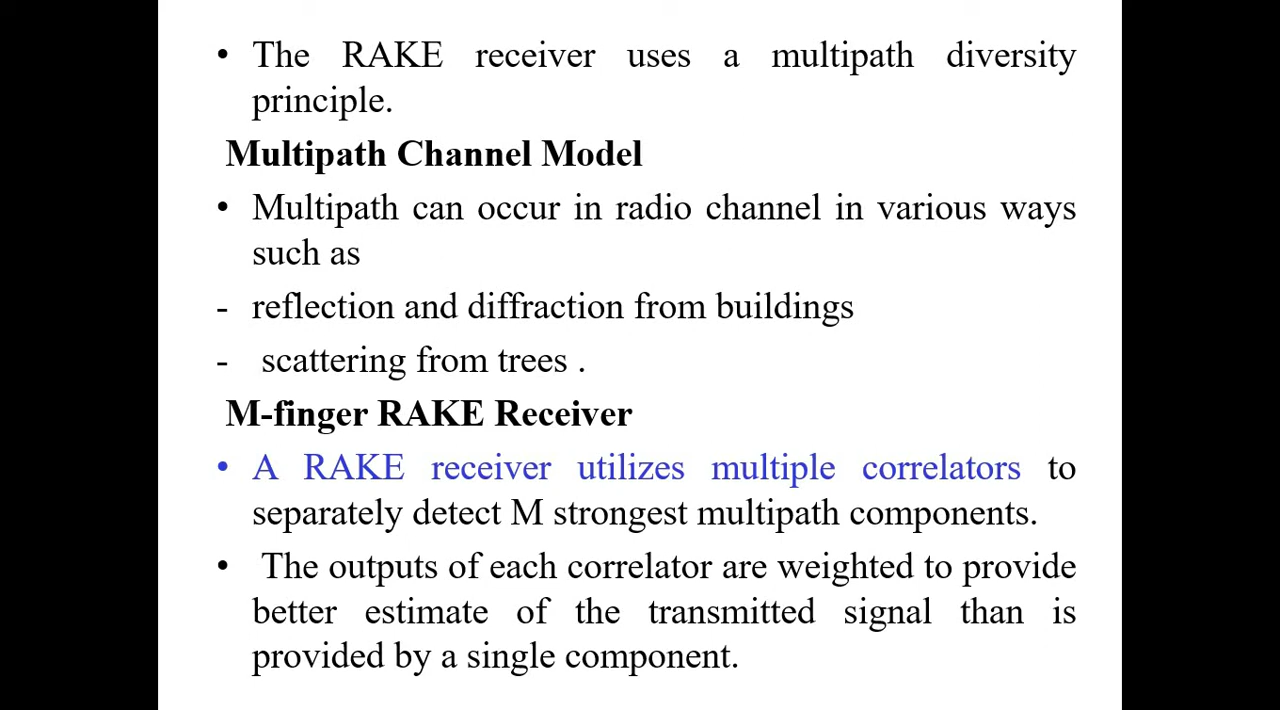 • The RAKE receiver uses a multipath diversity
principle.
Multipath Channel Model
• Multipath can occur in radio channel in various ways
such as
- reflection and diffraction from buildings
- scattering from trees .
M-finger RAKE Receiver
• A RAKE receiver utilizes multiple correlators to
separately detect M strongest multipath components.
• The outputs of each correlator are weighted to provide
better estimate of the transmitted signal than is
provided by a single component.